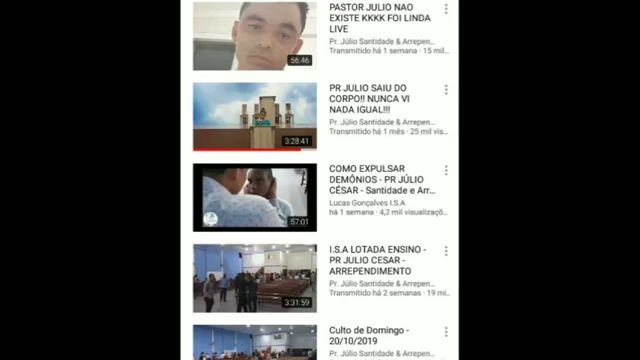 PASTOR JULIO NAO
EXISTE KKKK FOI LINDA
LIVE
Pr. Júlio Santidade & Arrepen...
Transmitido há 1 semana · 15 mil...
56:46
PR JULIO SAIU DO
CORPO!! NUNCA VI
NADA IGUAL!!!
Pr. Júlio Santidade & Arrepen...
Transmitido há 1 mês · 25 mil vis...
3:28:41
COMO EXPULSAR
DEMÔNIOS - PR JÚLIO
CÉSAR - Santidade e Arr...
Lucas Gonçalves I.S.A
há 1 semana · 4,2 mil visualizaçõ...
57:01
I.S.A LOTADA ENSINO -
PR JULIO CESAR -
ARREPENDIMENTO
Pr. Júlio Santidade & Arrepen...
Transmitido há 2 semanas · 19 mi...
3:31:59
Culto de Domingo -
20/10/2019
Pr. Júlio Santidade & Arrepen...